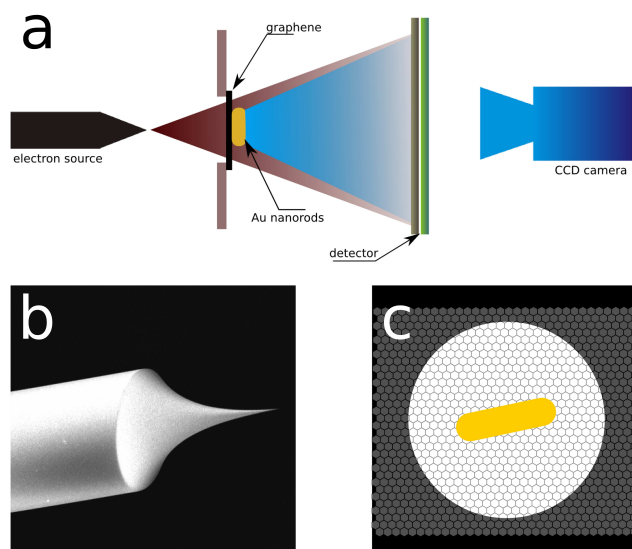 a
graphene
electron source
CCD camera
Au nanorods
detector
b
c